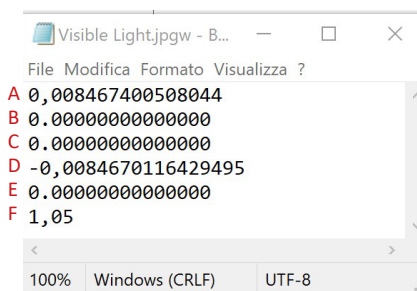 Visible Light.jpgw - B...
File Modifica Formato Visualizza ?
A 0,008467400508044
B 0.00000000000000
C 0.00000000000000
D -0,0084670116429495
E 0.00000000000000
F 1,05
100% Windows (CRLF) UTF-8